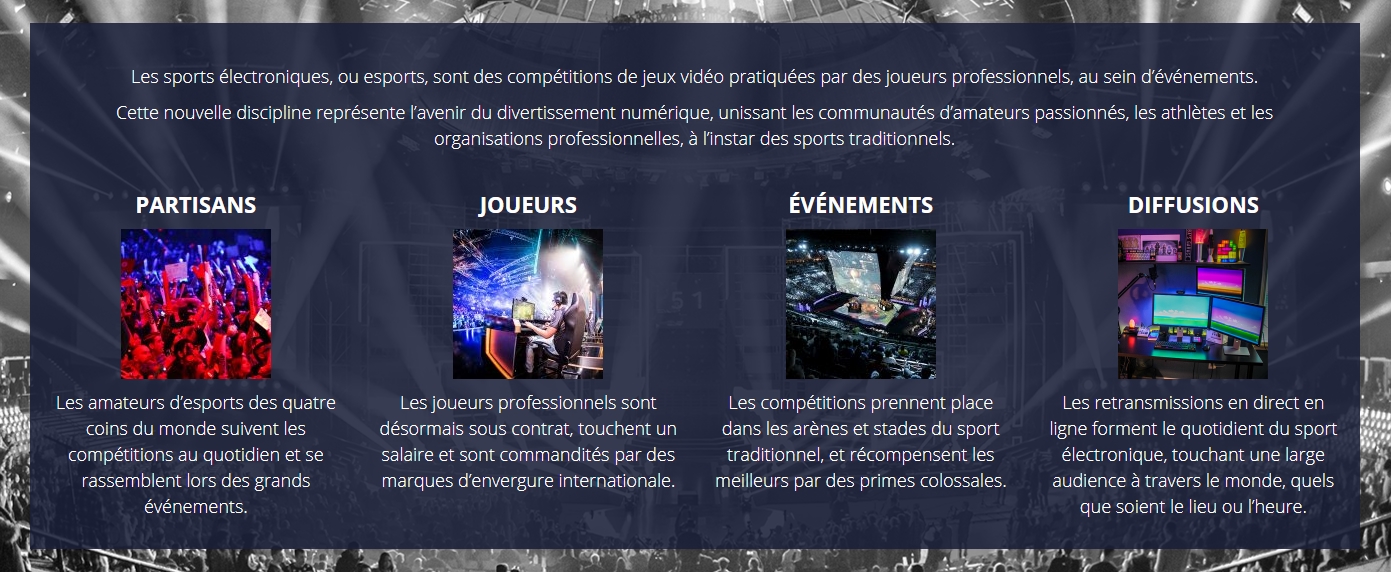 Les sports électroniques, ou esports, sont des compétitions de jeux vidéo pratiquées par des joueurs professionnels, au sein d’événements.
Cette nouvelle discipline représente l’avenir du divertissement numérique, unissant les communautés d’amateurs passionnés, les athlètes et les
organisations professionnelles, à l’instar des sports traditionnels.
PARTISANS
Les amateurs d’esports des quatre
coins du monde suivent les
compétitions au quotidien et se
rassemblent lors des grands
événements.
JOUEURS
Les joueurs professionnels sont
désormais sous contrat, touchent un
salaire et sont commandités par des
marques d’envergure internationale.
ÉVÉNEMENTS
Les compétitions prennent place
dans les arènes et stades du sport
traditionnel, et récompensent les
meilleurs par des primes colossales.
DIFFUSIONS
Les retransmissions en direct en
ligne forment le quotidient du sport
électronique, touchant une large
audience à travers le monde, quels
que soient le lieu ou l’heure.